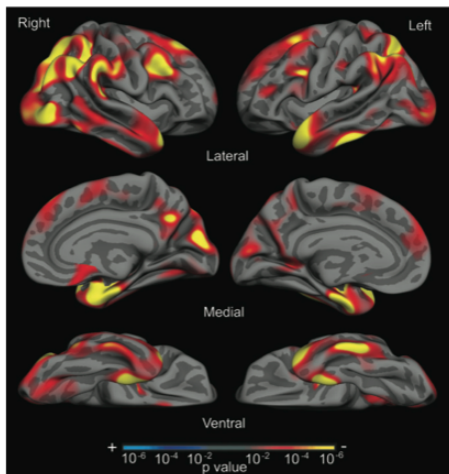 Right Left
Lateral
Medial
Ventral
+ -
10-6 10-4 10-2 10-2 10-4 10-6
p value